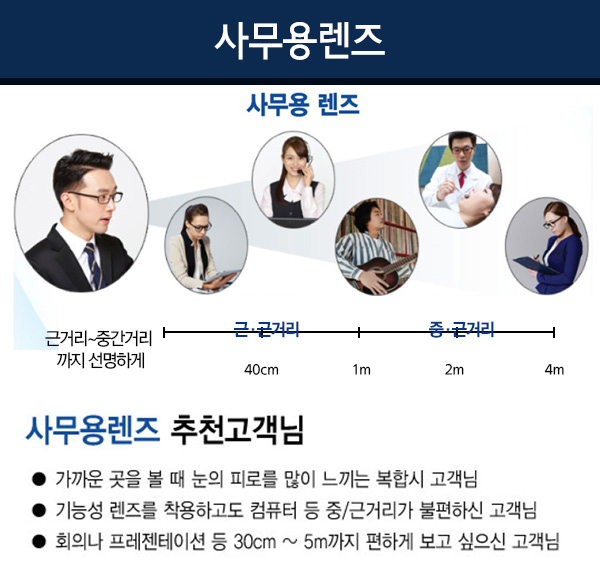 사무용렌즈
사무용 렌즈
근거리~중간거리
까지 선명하게
근·근거리
중·근거리
40cm
1m
2m
4m
사무용렌즈 추천고객님
● 가까운 곳을 볼 때 눈의 피로를 많이 느끼는 복합시 고객님
● 기능성 렌즈를 착용하고도 컴퓨터 등 중/근거리가 불편하신 고객님
● 회의나 프레젠테이션 등 30cm ~ 5m까지 편하게 보고 싶으신 고객님